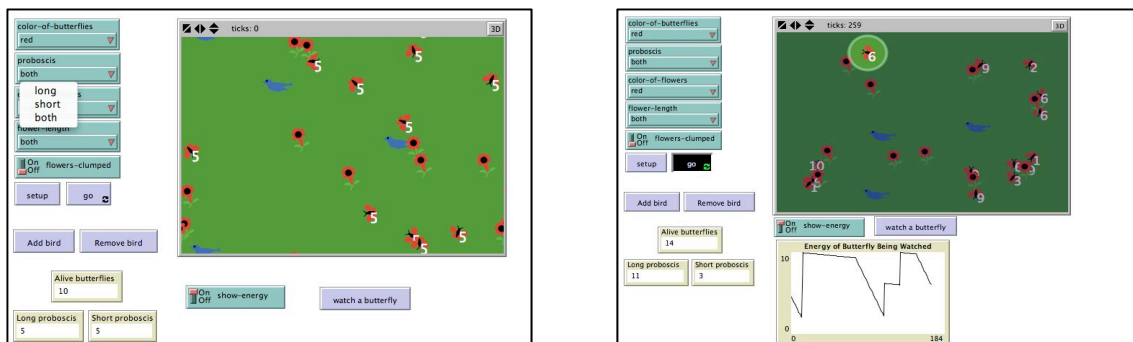 color-of-butterflies
red
ticks: 0
3D
proboscis
both
long
short
both
flower-length
both
On
Off
flowers-clumped
setup
go
Add bird
Remove bird
Alive butterflies
10
Long proboscis
5
Short proboscis
5
5
5
5
5
5
5
5
5
5
5
On
Off
show-energy
watch a butterfly
color-of-butterflies
red
ticks: 259
3D
proboscis
both
color-of-flowers
red
flower-length
both
On
Off
flowers-clumped
setup
go
Add bird
Remove bird
Alive butterflies
14
Long proboscis
11
Short proboscis
3
6
9
2
6
6
10
1
1
9
3
9
On
Off
show-energy
watch a butterfly
Energy of Butterfly Being Watched
10
0
0
184